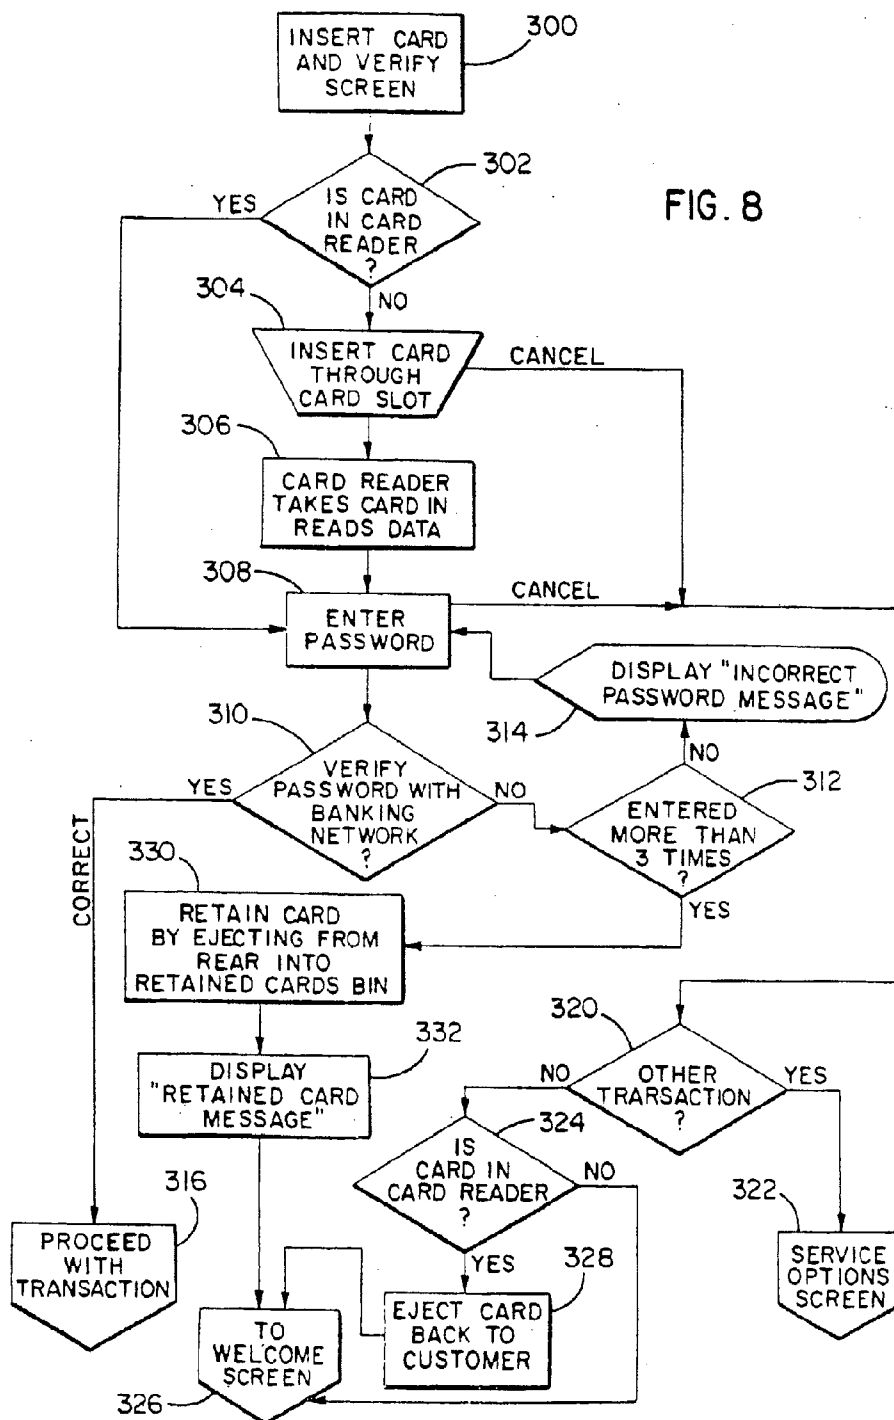 300
INSERT CARD
AND VERIFY
SCREEN
302
FIG. 8
YES
IS CARD
IN CARD
READER
?
NO
304
INSERT CARD
THROUGH
CARD SLOT
CANCEL
306
CARD READER
TAKES CARD IN
READS DATA
308
ENTER
PASSWORD
CANCEL
DISPLAY "INCORRECT
PASSWORD MESSAGE"
314
310
VERIFY
PASSWORD WITH
BANKING
NETWORK
?
YES
CORRECT
NO
NO
312
ENTERED
MORE THAN
3 TIMES
?
YES
330
RETAIN CARD
BY EJECTING FROM
REAR INTO
RETAINED CARDS BIN
332
DISPLAY
"RETAINED CARD
MESSAGE"
320
OTHER
TRARSACTION
?
NO
YES
324
IS
CARD IN
CARD READER
?
NO
YES
316
PROCEED
WITH
TRANSACTION
322
SERVICE
OPTIONS
SCREEN
328
EJECT CARD
BACK TO
CUSTOMER
TO
WELCOME
SCREEN
326